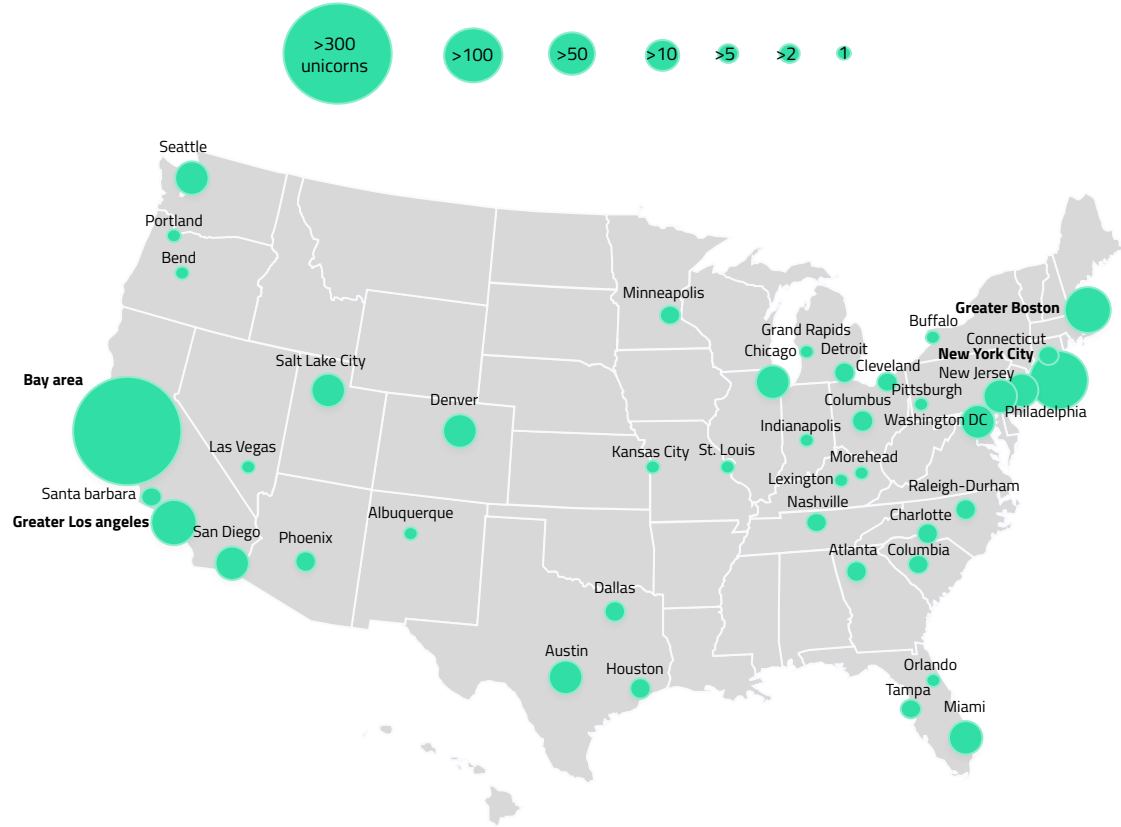 >300
unicorns
>100
>50
>10
>5
>2
1
Seattle
Portland
Bend
Minneapolis
Greater Boston
Buffalo
Grand Rapids
Connecticut
Chicago
Detroit
New York City
Salt Lake City
Cleveland
New Jersey
Bay area
Pittsburgh
Denver
Columbus
Philadelphia
Washington DC
Indianapolis
Las Vegas
Kansas City
St. Louis
Morehead
Lexington
Raleigh-Durham
Santa barbara
Nashville
Albuquerque
Charlotte
Greater Los angeles
San Diego
Phoenix
Atlanta
Columbia
Dallas
Austin
Orlando
Houston
Tampa
Miami